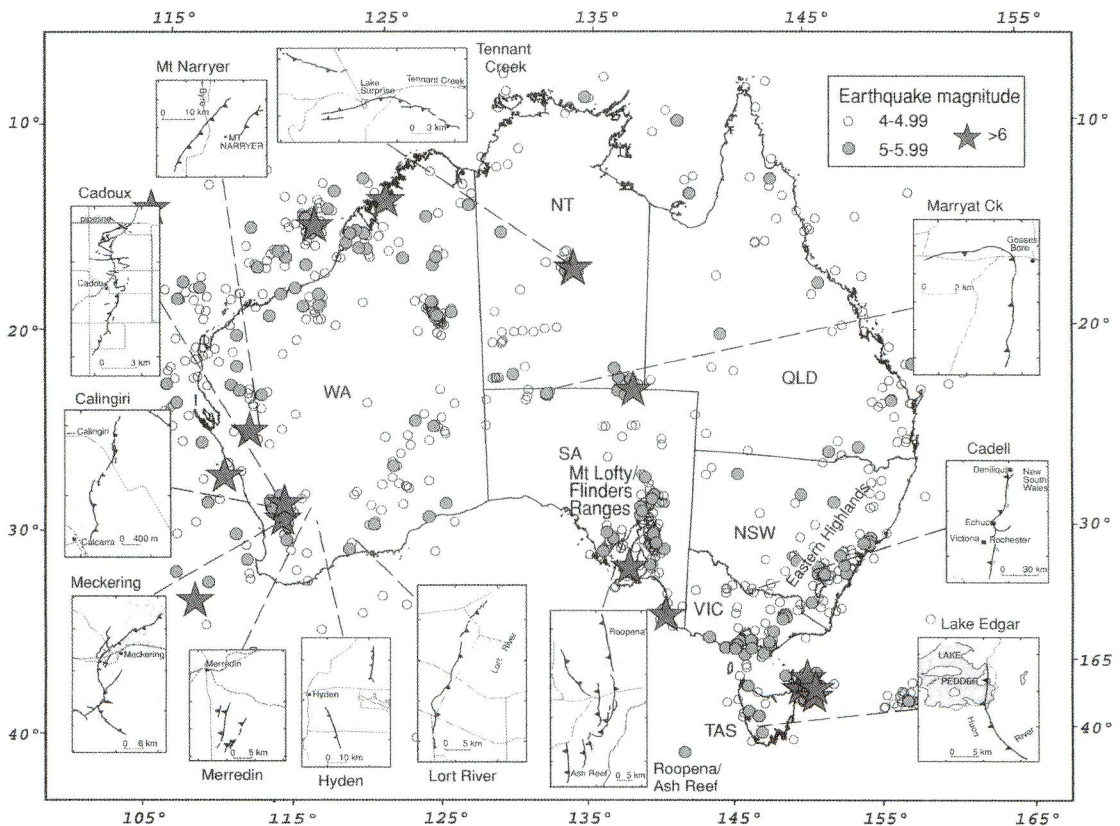 115°
125°
135°
145°
155°
Tennant
Creek
Mt Narryer
Byro
10 km
MT
NARRYER
Lake
Surprise
Tennant Creek
0 3 km
Earthquake magnitude
4-4.99
5-5.99
>6
10°
10°
NT
Cadoux
pipeline
Cadoux
0 3 km
Marryat Ck
Gosses
Bore
2 km
20°
20°
WA
QLD
Calingiri
Calingiri
Calcarra
0 400 m
SA
Mt Lofty/
Flinders
Ranges
NSW
Eastern Highlands
Cadell
Deniliquin
New
South
Wales
Echuca
Victoria
Rochester
0 30 km
30°
30°
Meckering
Meckering
0 6 km
VIC
Merredin
0 5 km
Merredin
Hyden
0 10 km
Hyden
Lort River
0 5 km
Lort River
Roopena
Ash Reef
0 5 km
Roopena/
Ash Reef
TAS
Lake Edgar
LAKE
PEDDER
Huon River
0 5 km
165°
40°
40°
105°
115°
125°
135°
145°
155°
165°